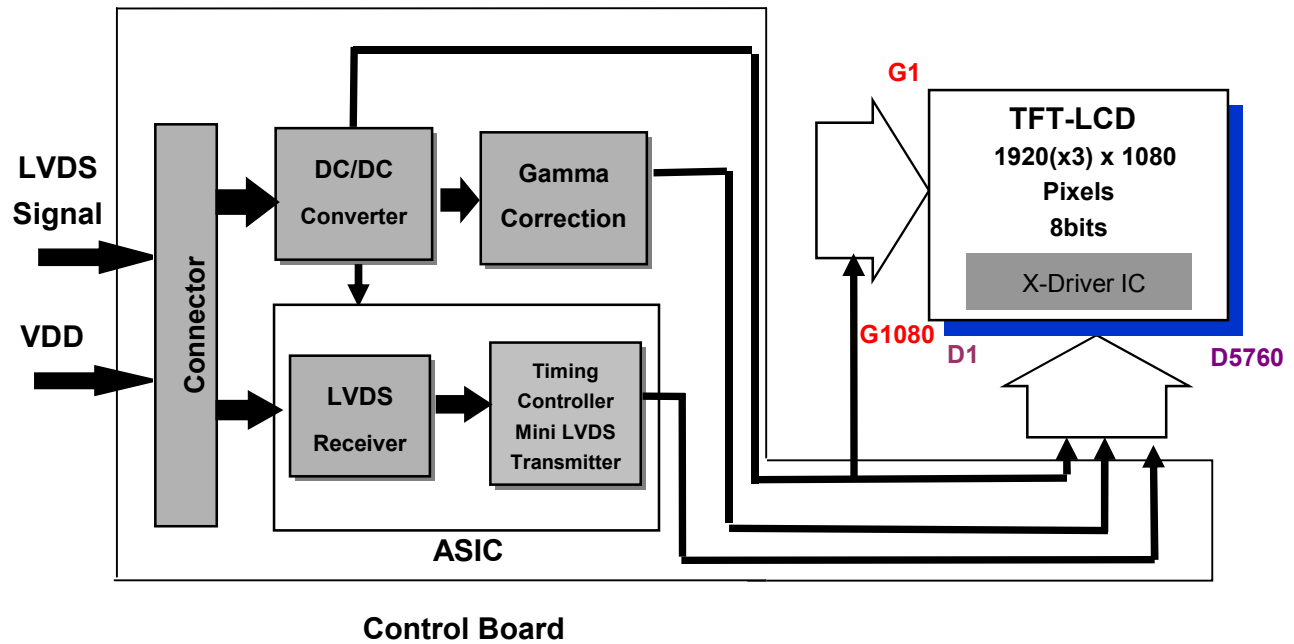 LVDS
Signal
VDD
Connector
DC/DC
Converter
Gamma
Correction
LVDS
Receiver
Timing
Controller
Mini LVDS
Transmitter
ASIC
G1
G1080
TFT-LCD
1920(x3) x 1080
Pixels
8bits
X-Driver IC
D1
D5760
Control Board